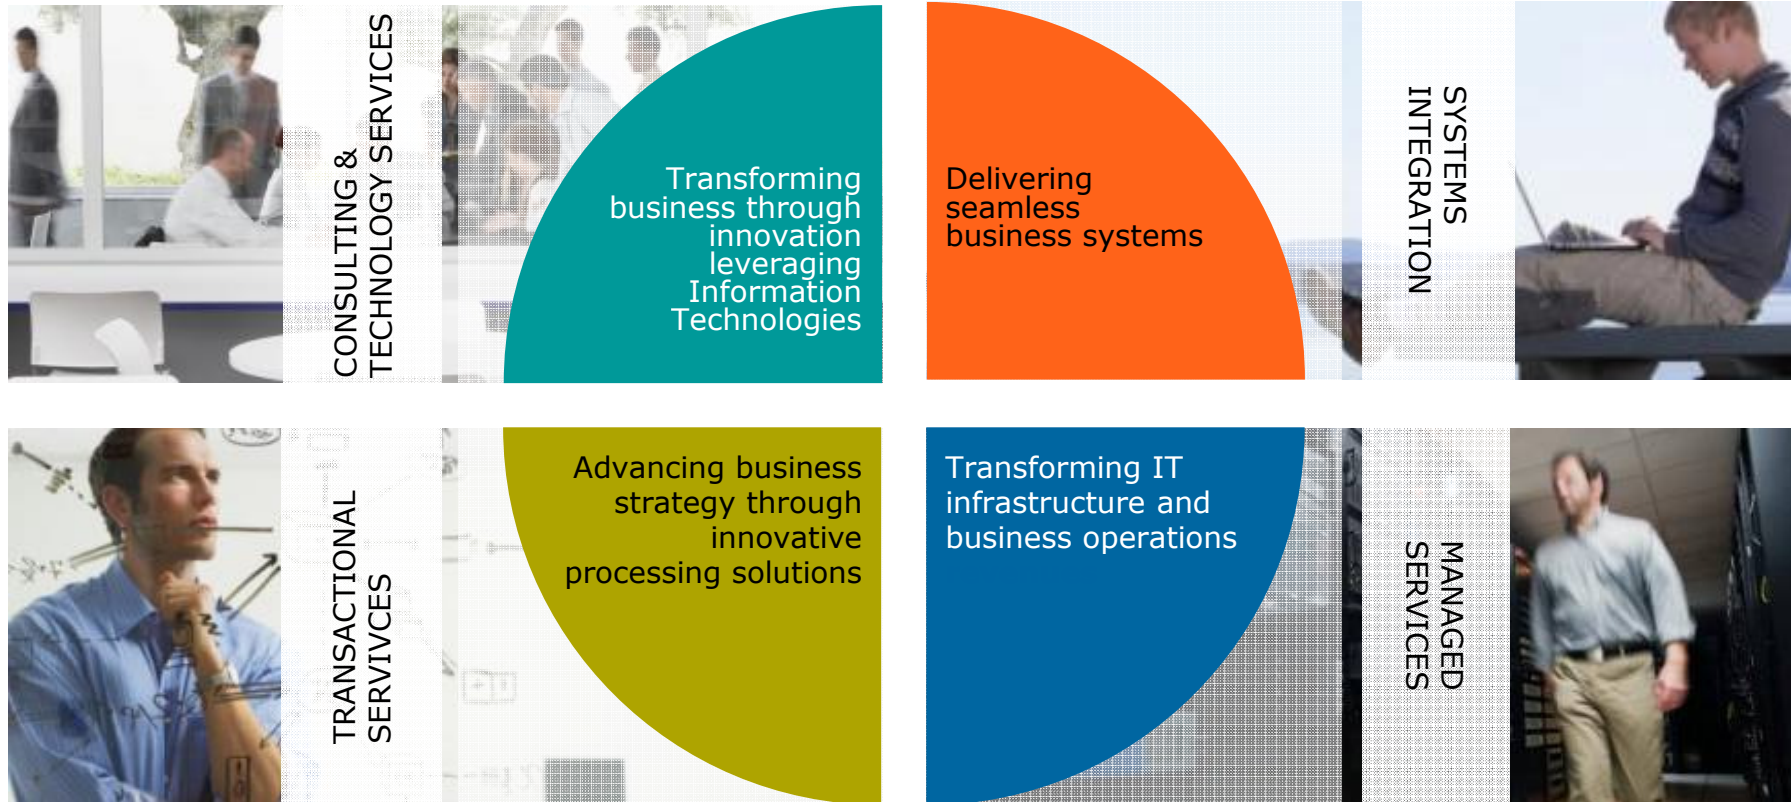 CONSULTING &
TECHNOLOGY SERVICES
Transforming
business through
innovation
leveraging
Information
Technologies
Delivering
seamless
business systems
SYSTEMS
INTEGRATION
TRANSACTIONAL
SERVIVCES
Advancing business
strategy through
innovative
processing solutions
Transforming IT
infrastructure and
business operations
MANAGED
SERVICES